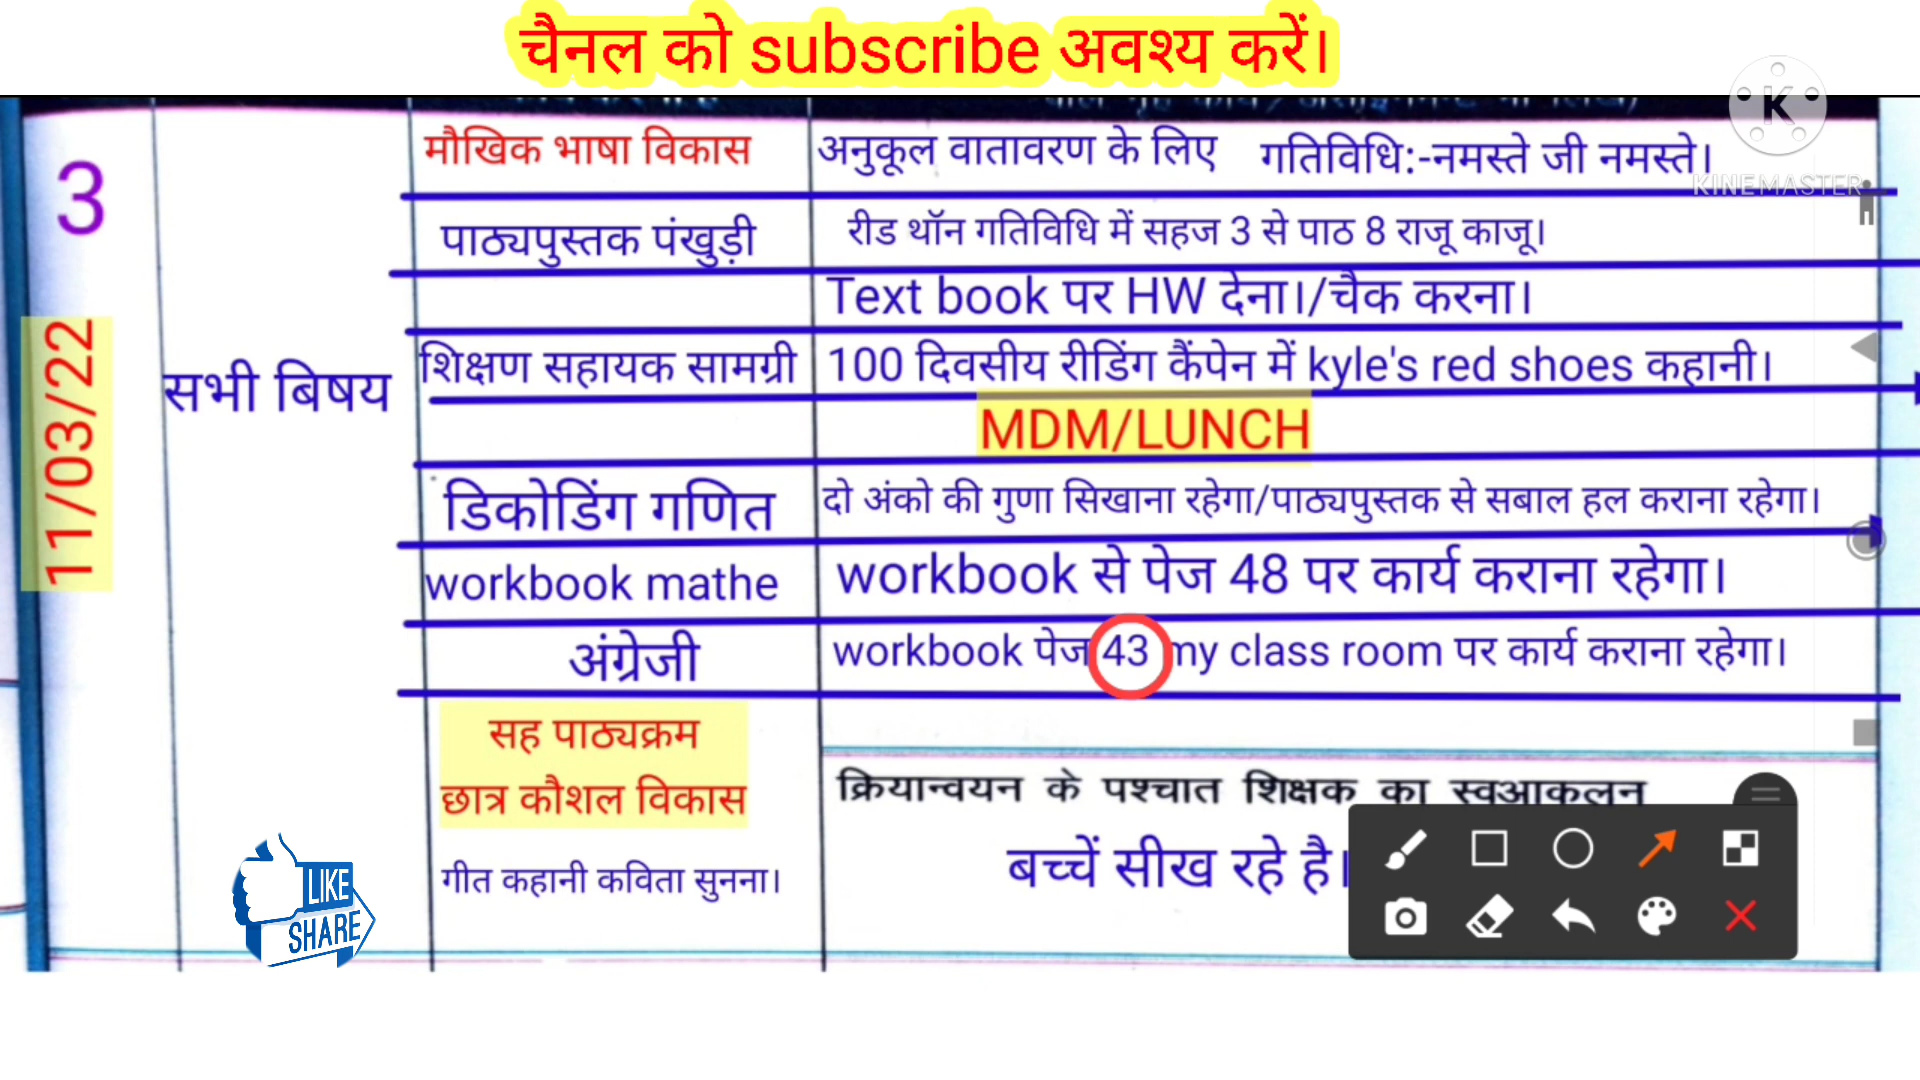 चैनल को subscribe अवश्य करें।
K
KINEMASTER
3
11/03/22
सभी बिषय
मौखिक भाषा विकास
अनुकूल वातावरण के लिए गतिविधि:-नमस्ते जी नमस्ते।
पाठ्यपुस्तक पंखुड़ी
रीड थॉन गतिविधि में सहज 3 से पाठ 8 राजू काजू।
Text book पर HW देना।/चैक करना।
शिक्षण सहायक सामग्री
100 दिवसीय रीडिंग कैंपेन में kyle's red shoes कहानी।
MDM/LUNCH
डिकोडिंग गणित
दो अंको की गुणा सिखाना रहेगा/पाठ्यपुस्तक से सबाल हल कराना रहेगा।
workbook mathe
workbook से पेज 48 पर कार्य कराना रहेगा।
अंग्रेजी
workbook पेज 43 my class room पर कार्य कराना रहेगा।
सह पाठ्यक्रम
छात्र कौशल विकास
गीत कहानी कविता सुनना।
क्रियान्वयन के पश्चात शिक्षक का स्वआकलन
बच्चें सीख रहे है।
LIKE
SHARE